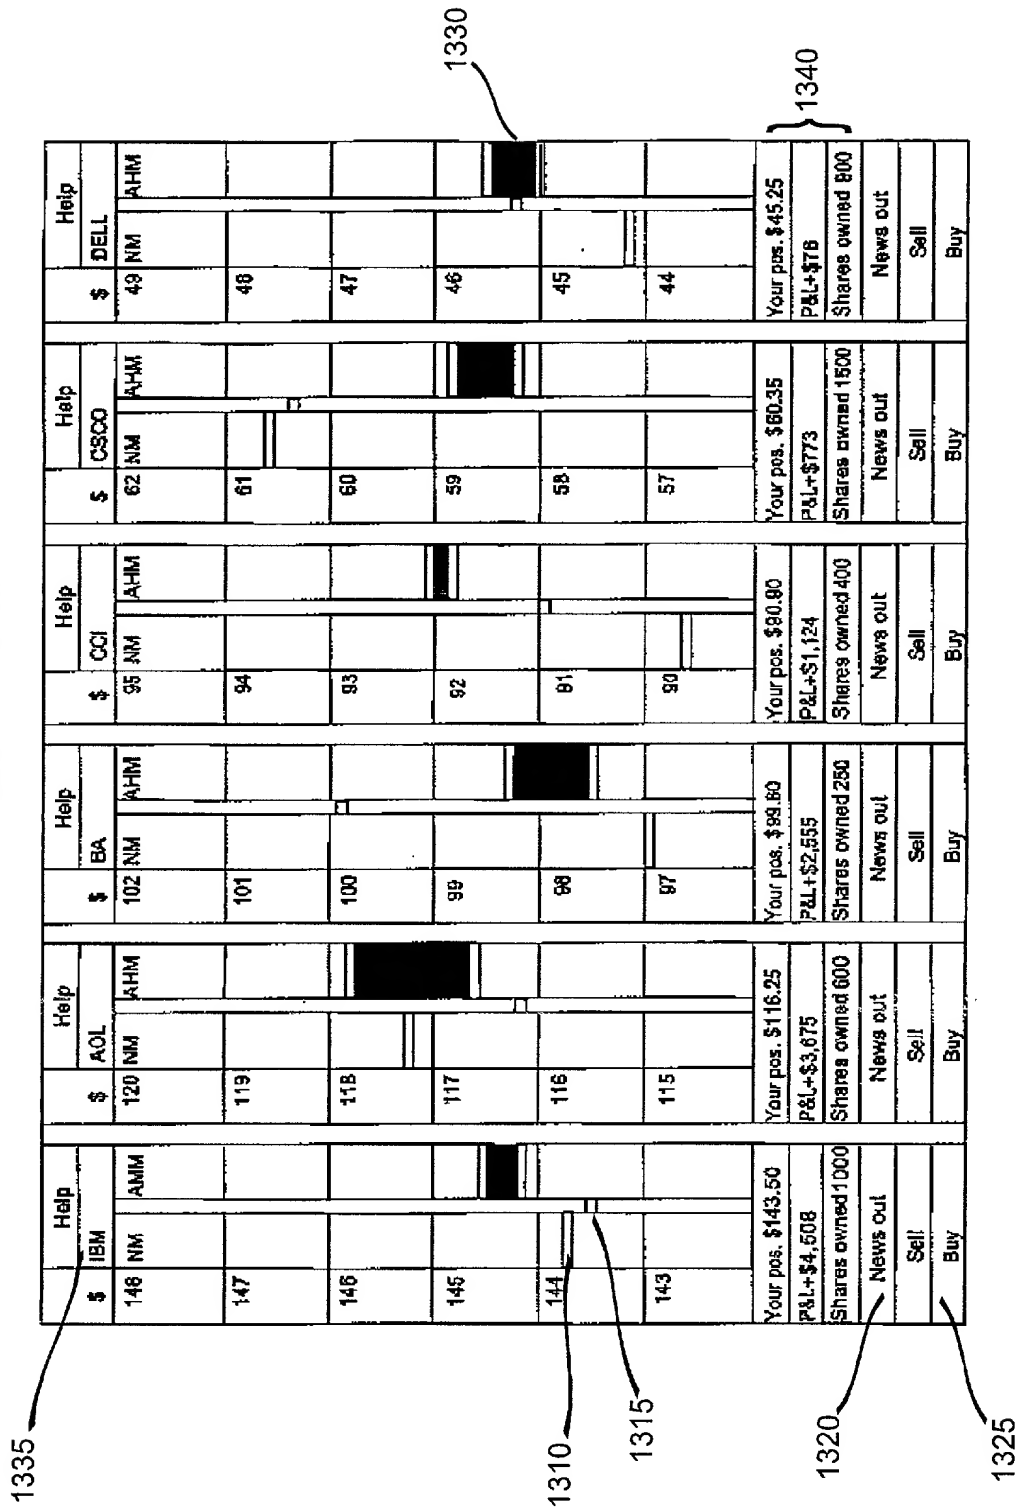 1335
Help Help Help Help Help Help
$ IBM $ AOL $ BA $ CCI $ CSCO $ DELL
148 NM AMM 120 NM AHM 102 NM AHM 95 NM AHM 62 NM AHM 49 NM AHM
147 119 101 94 61 48
146 118 100 93 60 47
145 117 99 92 59 46
1330
144 116 98 91 58 45
1310
1315
143 115 97 90 57 44
Your pos. $143.50 Your pos. $116.25 Your pos. $99.60 Your pos. $90.90 Your pos. $60.35 Your pos. $45.25
P&L+$4,508 P&L+$3,675 P&L+$2,555 P&L+$1,124 P&L+$773 P&L+$76
1340
Shares owned 1000 Shares owned 600 Shares owned 250 Shares owned 400 Shares owned 1500 Shares owned
News out News out News out News out News out News out
1320
Sell Sell Sell Sell Sell Sell
Buy Buy Buy Buy Buy Buy
1325